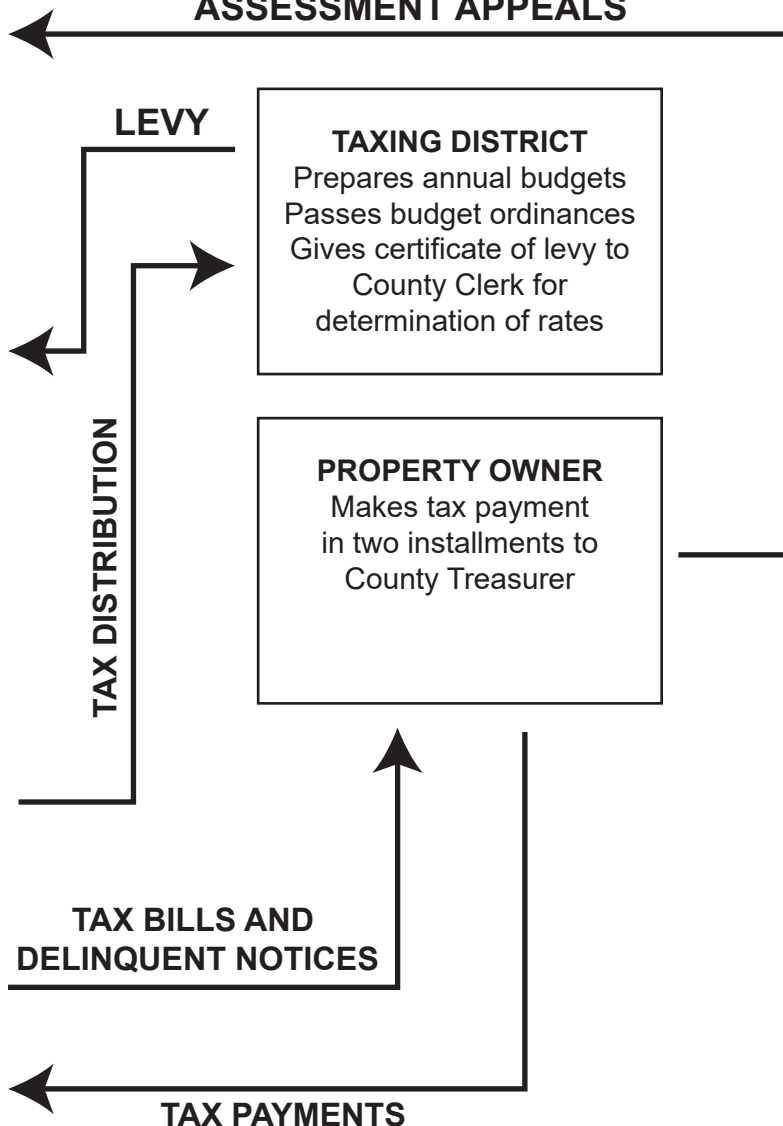 ASSESSMENT APPEALS
LEVY
TAXING DISTRICT
Prepares annual budgets
Passes budget ordinances
Gives certificate of levy to
County Clerk for
determination of rates
TAX DISTRIBUTION
PROPERTY OWNER
Makes tax payment
in two installments to
County Treasurer
TAX BILLS AND
DELINQUENT NOTICES
TAX PAYMENTS